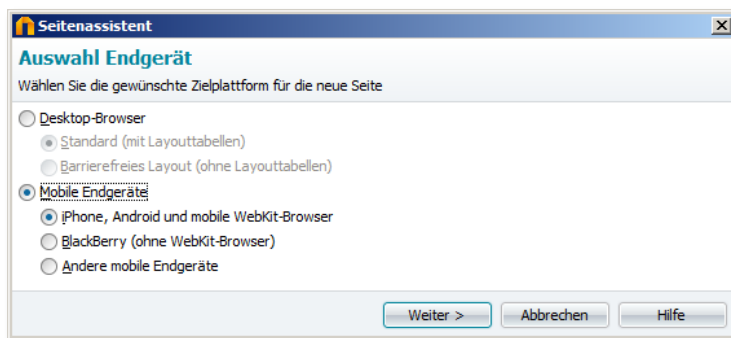 Seitenassistent
Auswahl Endgerät
Wählen Sie die gewünschte Zielplattform für die neue Seite
Desktop-Browser
Standard (mit Layouttabellen)
Barrierefreies Layout (ohne Layouttabellen)
Mobile Endgeräte
iPhone, Android und mobile WebKit-Browser
BlackBerry (ohne WebKit-Browser)
Andere mobile Endgeräte
Weiter > Abbrechen Hilfe